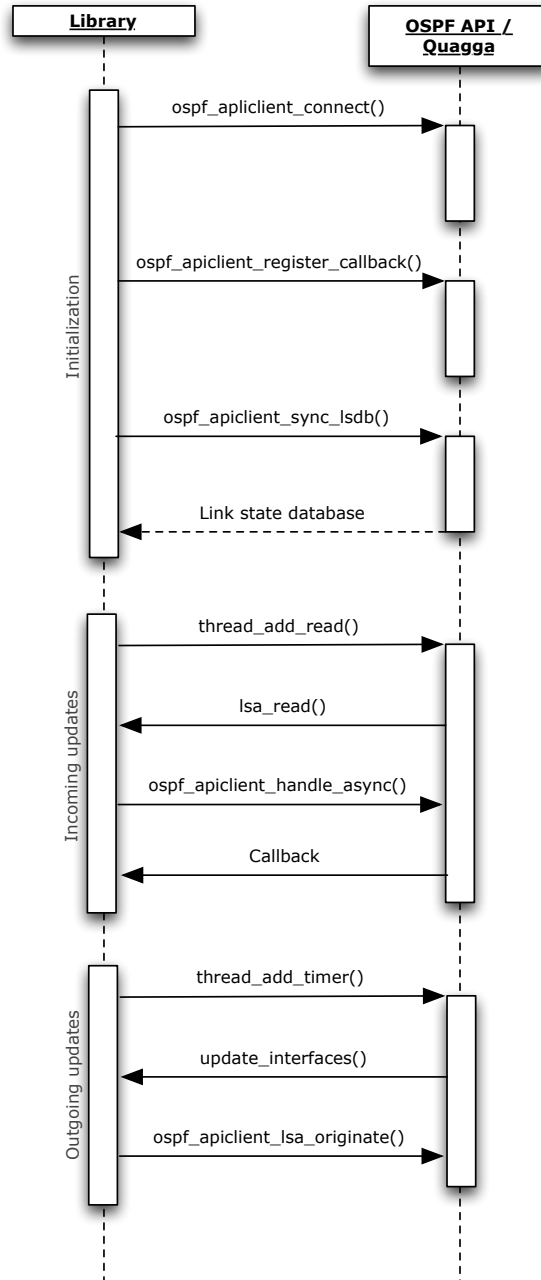 Library
OSPF API /
Quagga
ospf_apliclient_connect()
ospf_apiclient_register_callback()
Initialization
ospf_apiclient_sync_lsdb()
Link state database
thread_add_read()
lsa_read()
Incoming updates
ospf_apiclient_handle_async()
Callback
thread_add_timer()
update_interfaces()
Outgoing updates
ospf_apiclient_lsa_originate()